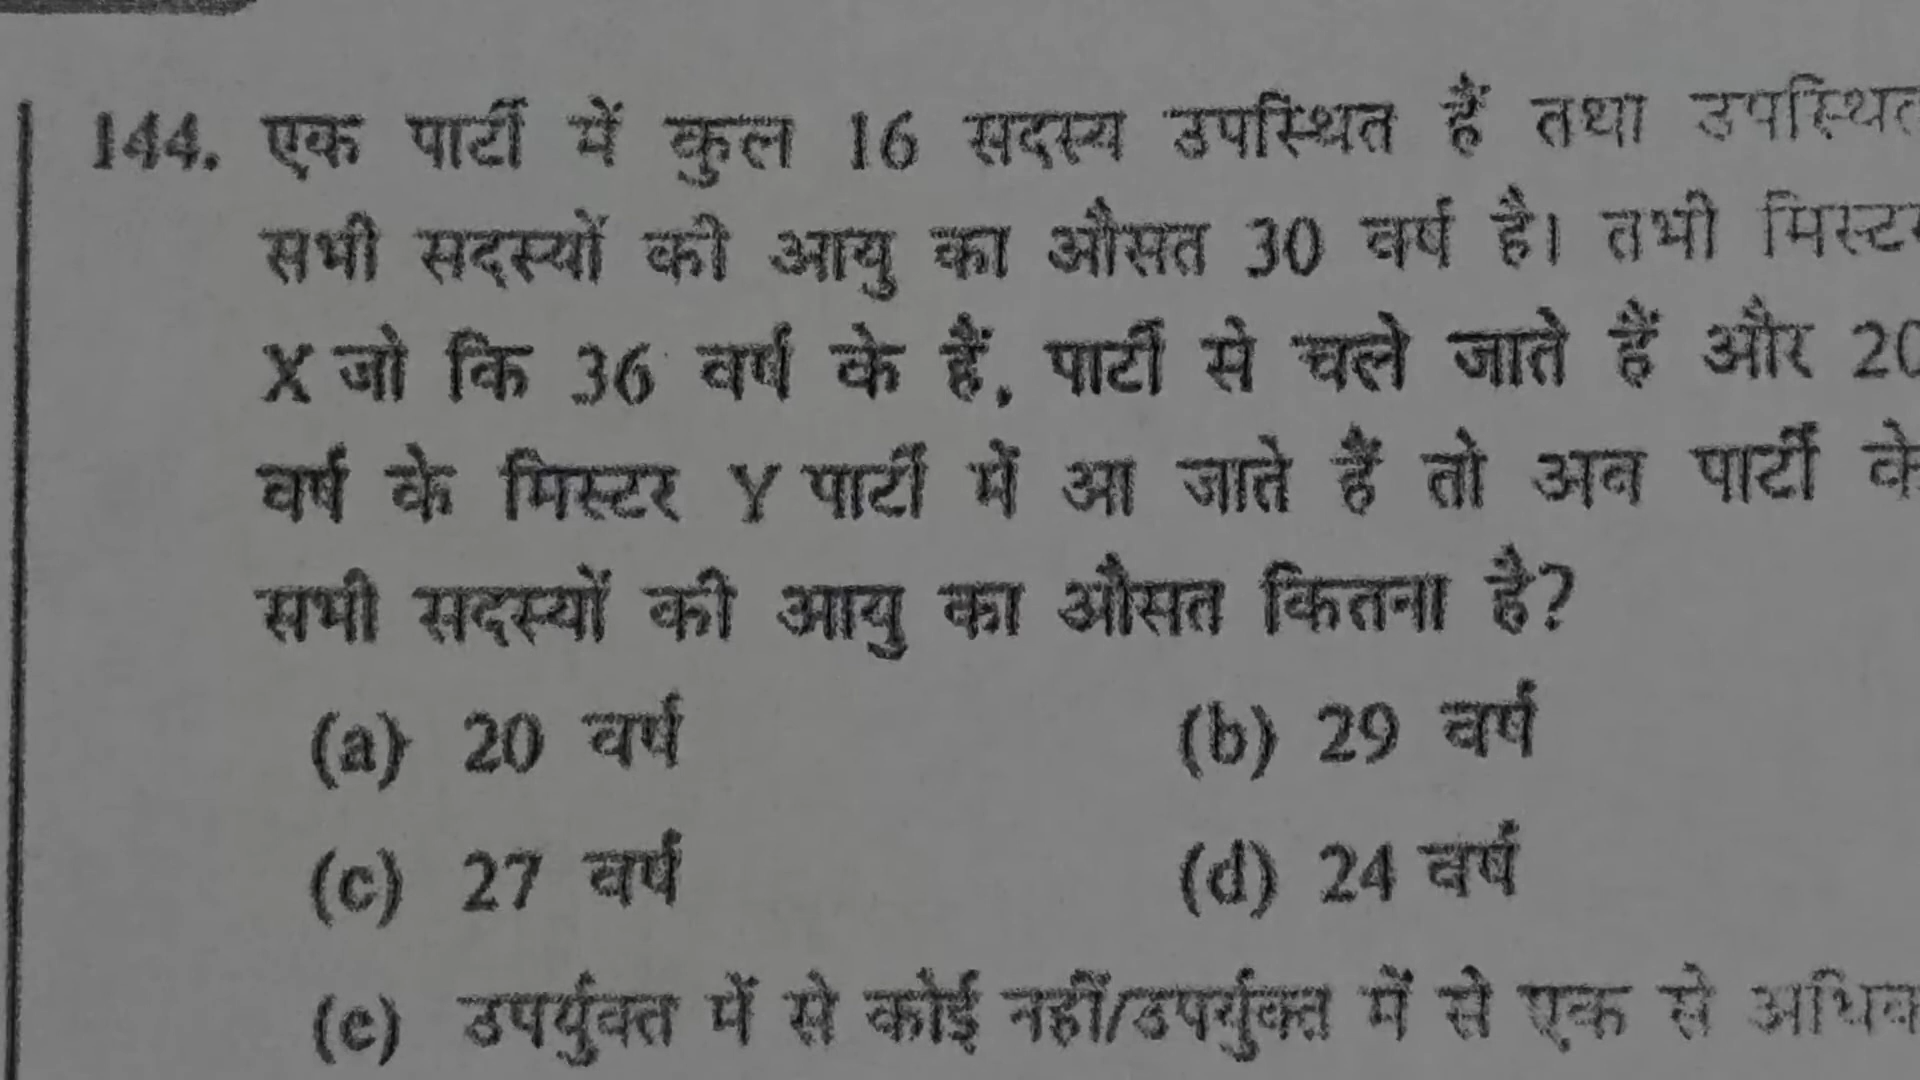 144. एक पार्टी में कुल 16 सदस्य उपस्थित हैं तथा उपस्थित
सभी सदस्यों की आयु का औसत 30 वर्ष है। तभी मिस्टर
X जो कि 36 वर्ष के हैं, पार्टी से चले जाते हैं और 20
वर्ष के मिस्टर Y पार्टी में आ जाते हैं तो अब पार्टी के
सभी सदस्यों की आयु का औसत कितना है?
(a) 20 वर्ष (b) 29 वर्ष
(c) 27 वर्ष (d) 24 वर्ष
(e) उपर्युक्त में से कोई नहीं/उपर्युक्त में से एक से अधिक